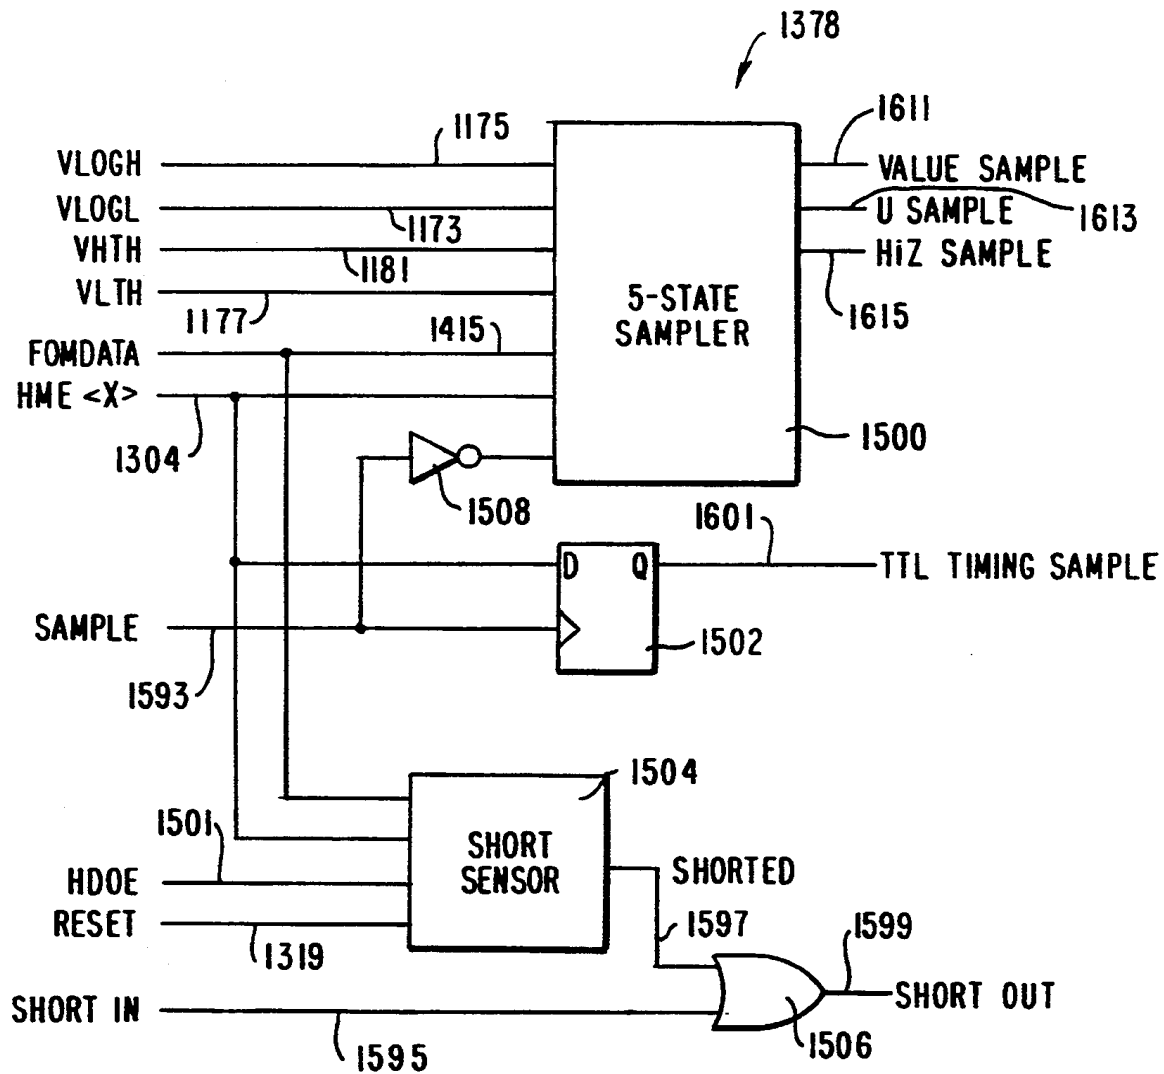 1378
1175
1611
VLOGH
VALUE SAMPLE
VLOGL
1173
U SAMPLE
1613
VHTH
1181
HiZ SAMPLE
VLTH
1177
1615
5-STATE
SAMPLER
FOMDATA
1415
HME <X>
1304
1500
1508
1601
D
Q
TTL TIMING SAMPLE
SAMPLE
1502
1593
1504
1501
SHORT
SENSOR
SHORTED
HDOE
RESET
1597
1319
1599
SHORT IN
SHORT OUT
1595
1506